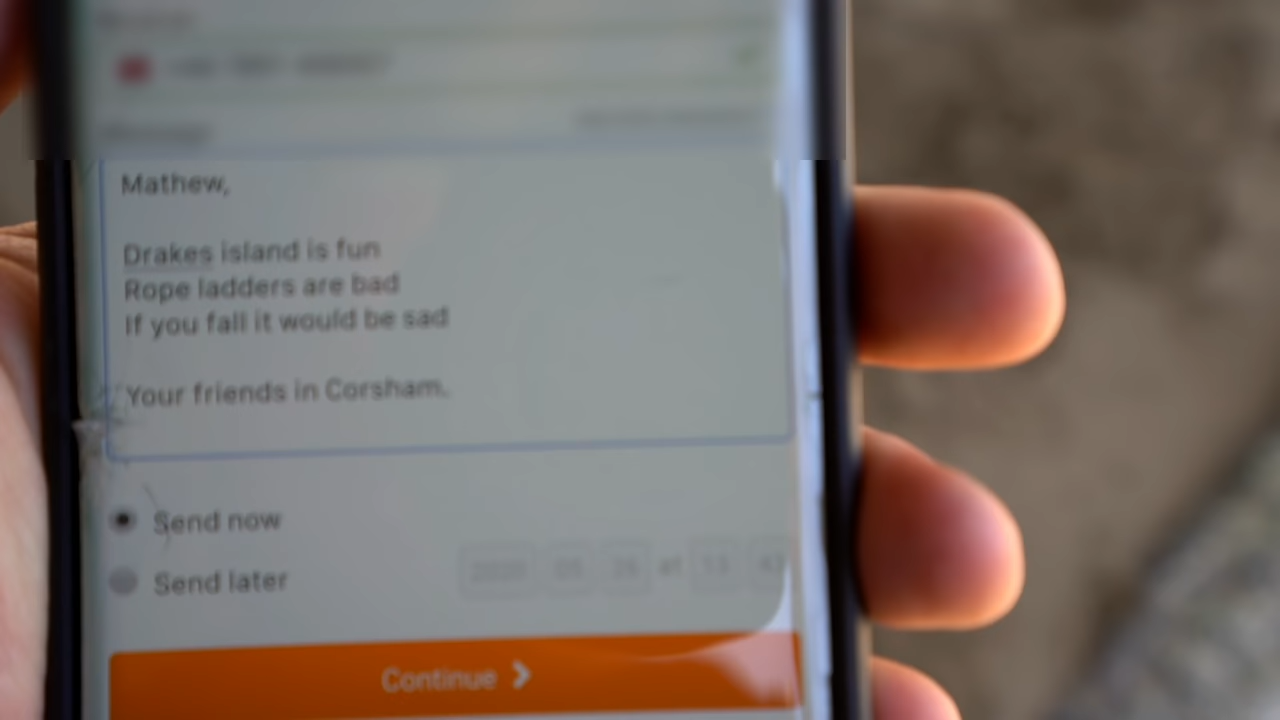 Mathew,
Drakes island is fun
Rope ladders are bad
If you fall it would be sad
Your friends in Corsham.
Send now
Send later
Continue